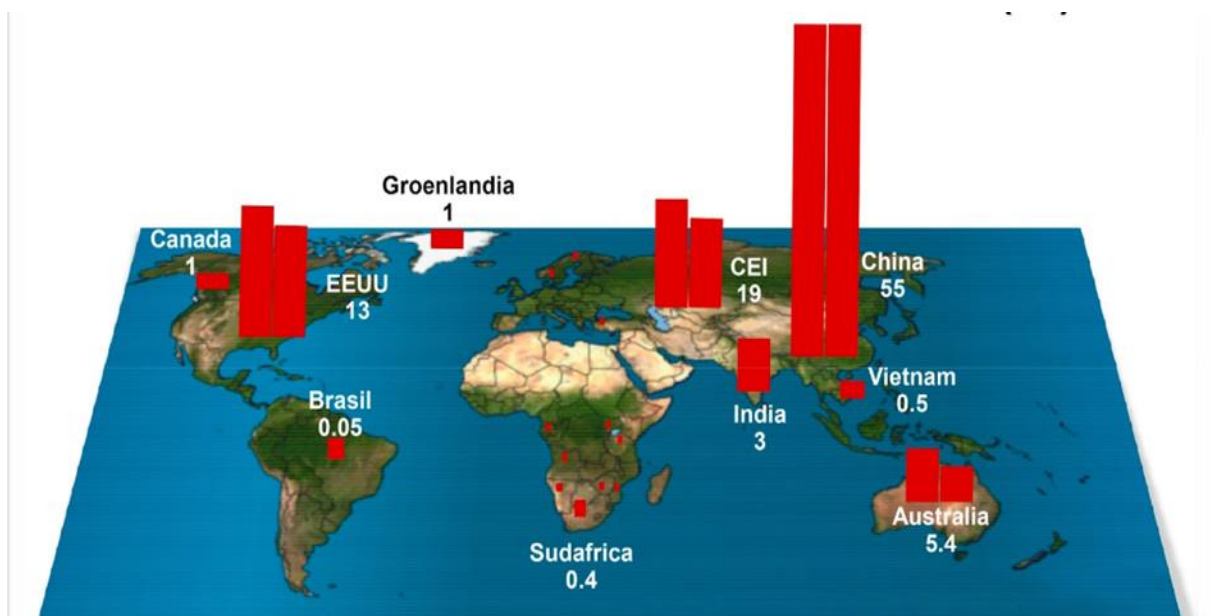 Groenlandia
1
Canada
1
EEUU
13
CEI
19
China
55
Brasil
0.05
India
3
Vietnam
0.5
Australia
5.4
Sudafrica
0.4